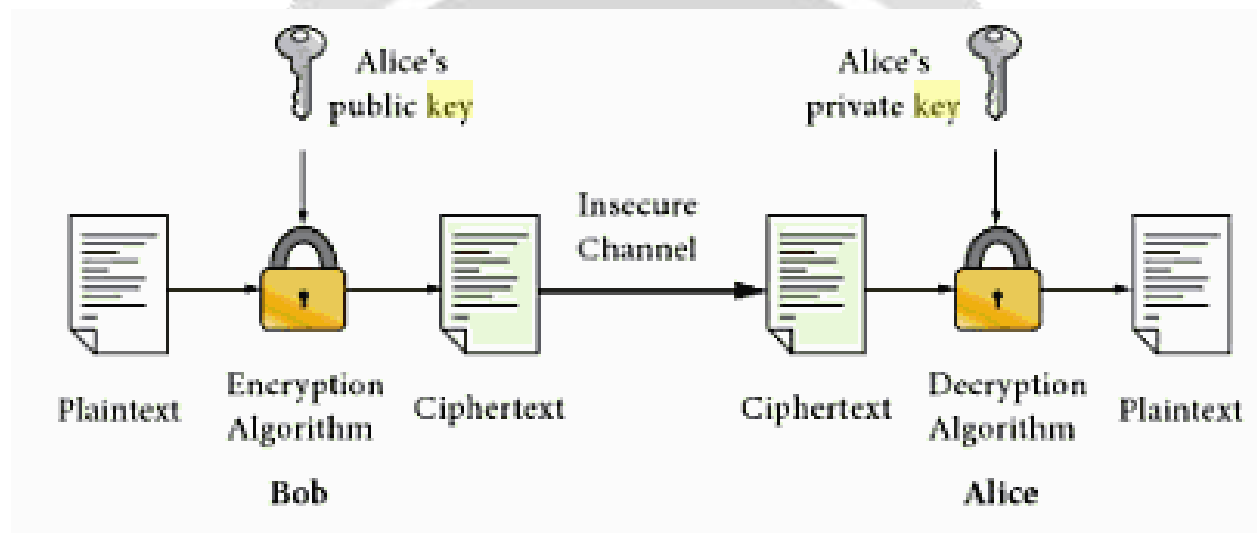 Alice's
public key
Alice's
private key
Insecure
Channel
Plaintext
Encryption
Algorithm
Ciphertext
Ciphertext
Decryption
Algorithm
Plaintext
Bob
Alice